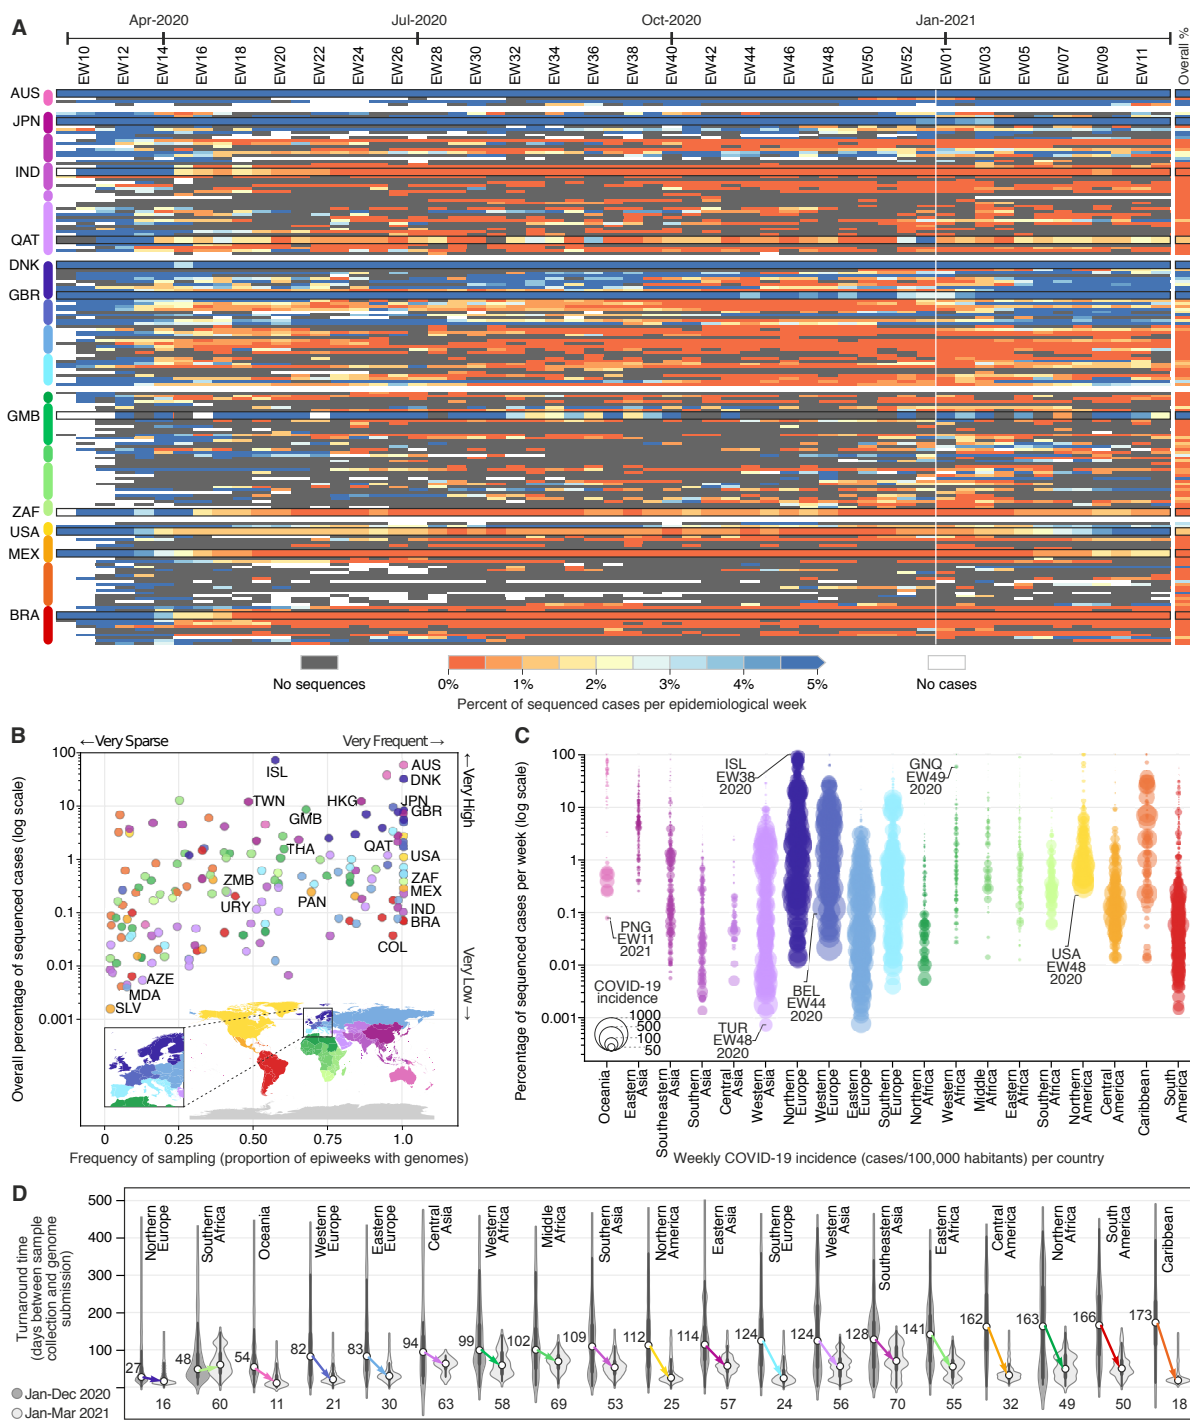 A
Apr-2020 Jul-2020 Oct-2020 Jan-2021
EW10 EW12 EW14 EW16 EW18 EW20 EW22 EW24 EW26 EW28 EW30 EW32 EW34 EW36 EW38 EW40 EW42 EW44 EW46 EW48 EW50 EW52 EW01 EW03 EW05 EW07 EW09 EW11 Overall %
AUS
JPN
IND
QAT
DNK
GBR
GMB
ZAF
USA
MEX
BRA
No sequences
0% 1% 2% 3% 4% 5%
No cases
Percent of sequenced cases per epidemiological week
B
←Very Sparse Very Frequent →
←Very Low Very High →
Overall percentage of sequenced cases (log scale)
100
10
1
0.1
0.01
0.001
ISL
AUS
DNK
TWN
HKG
JPN
GBR
GMB
THA
QAT
USA
ZMB
ZAF
URY
PAN
MEX
IND
BRA
COL
AZE
MDA
SLV
0 0.25 0.50 0.75 1.0
Frequency of sampling (proportion of epiweeks with genomes)
C
Percentage of sequenced cases per week (log scale)
100
10
1
0.1
0.01
0.001
ISL
EW38
2020
GNQ
EW49
2020
PNG
EW11
2021
BEL
EW44
2020
USA
EW48
2020
TUR
EW48
2020
COVID-19
incidence
1000
500
100
50
Oceania
Eastern
Asia
Southeastern
Asia
Southern
Asia
Central
Asia
Western
Asia
Northern
Europe
Western
Europe
Eastern
Europe
Southern
Europe
Northern
Africa
Western
Africa
Middle
Africa
Eastern
Africa
Southern
Africa
Northern
America
Central
America
Caribbean
South
America
Weekly COVID-19 incidence (cases/100,000 habitants) per country
D
Turnaround time
(days between sample
collection and genome
submission)
500
400
300
200
100
Northern
Europe
Southern
Africa
Oceania
Western
Europe
Eastern
Europe
Central
Asia
Western
Africa
Middle
Africa
Southern
Asia
Northern
America
Eastern
Asia
Southern
Europe
Western
Asia
Southeastern
Asia
Eastern
Africa
Central
America
Northern
Africa
South
America
Caribbean
27 48 54 82 83 94 99 102 109 112 114 124 124 128 141 162 163 166 173
16 60 11 21 30 63 58 69 53 25 57 24 56 70 55 32 49 50 18
Jan-Dec 2020
Jan-Mar 2021